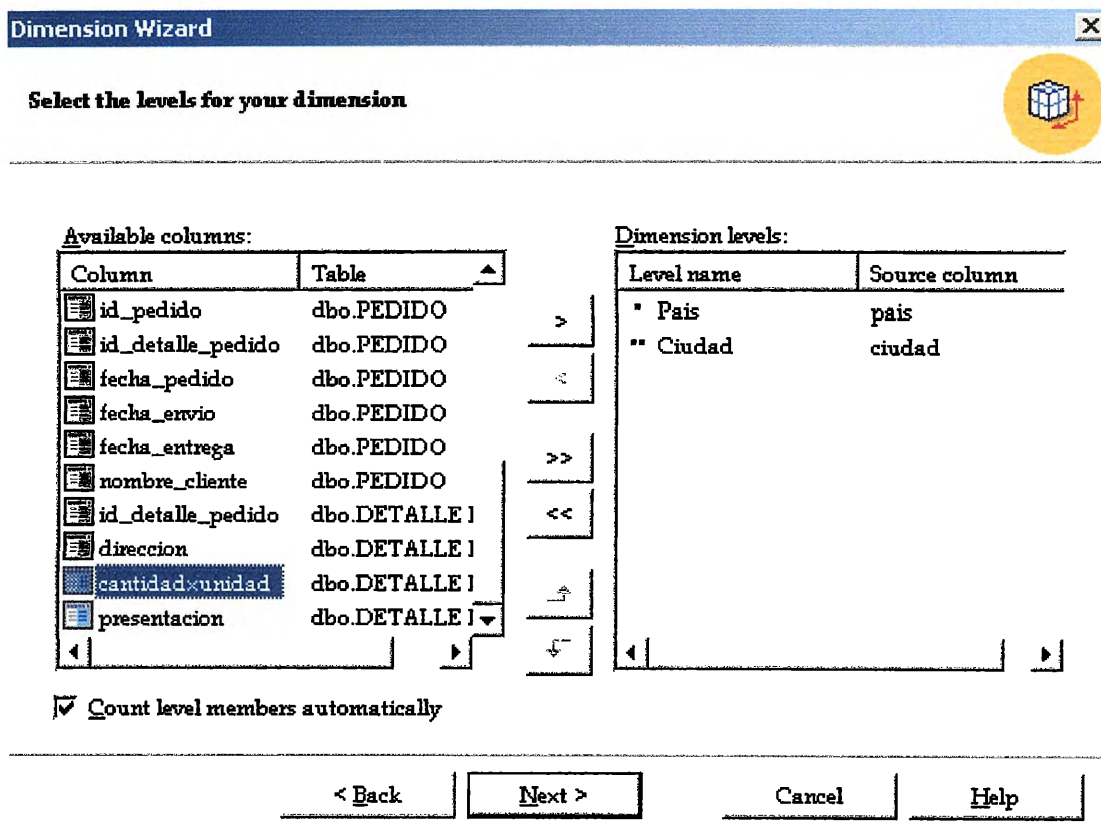 Dimension Wizard
Select the levels for your dimension
Available columns:
Column Table
id_pedido dbo.PEDIDO
id_detalle_pedido dbo.PEDIDO
fecha_pedido dbo.PEDIDO
fecha_envio dbo.PEDIDO
fecha_entrega dbo.PEDIDO
nombre_cliente dbo.PEDIDO
id_detalle_pedido dbo.DETALLE
direccion dbo.DETALLE
cantidadxunidad dbo.DETALLE
presentacion dbo.DETALLE
>
<
>>
<<
Dimension levels:
Level name Source column
Pais pais
Ciudad ciudad
Count level members automatically
< Back Next > Cancel Help